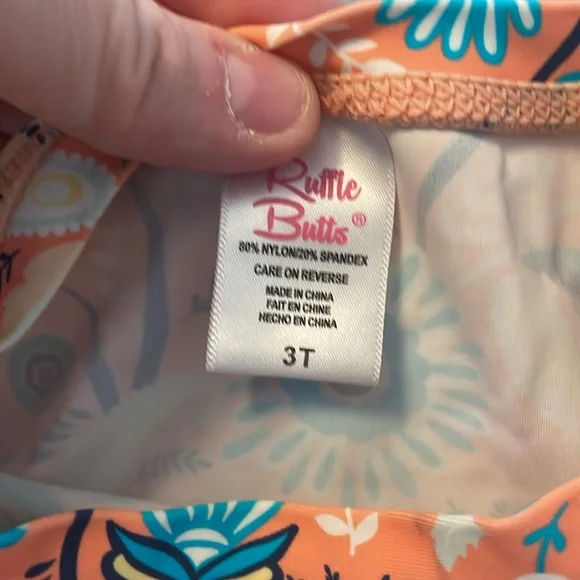 Ruffle
Butts®
80% NYLON/20% SPANDEX
CARE ON REVERSE
MADE IN CHINA
FAIT EN CHINE
HECHO EN CHINA
3T